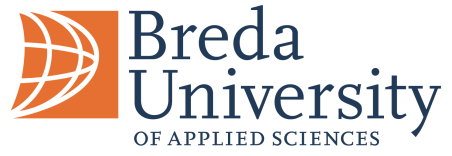 Breda
University
OF APPLIED SCIENCES